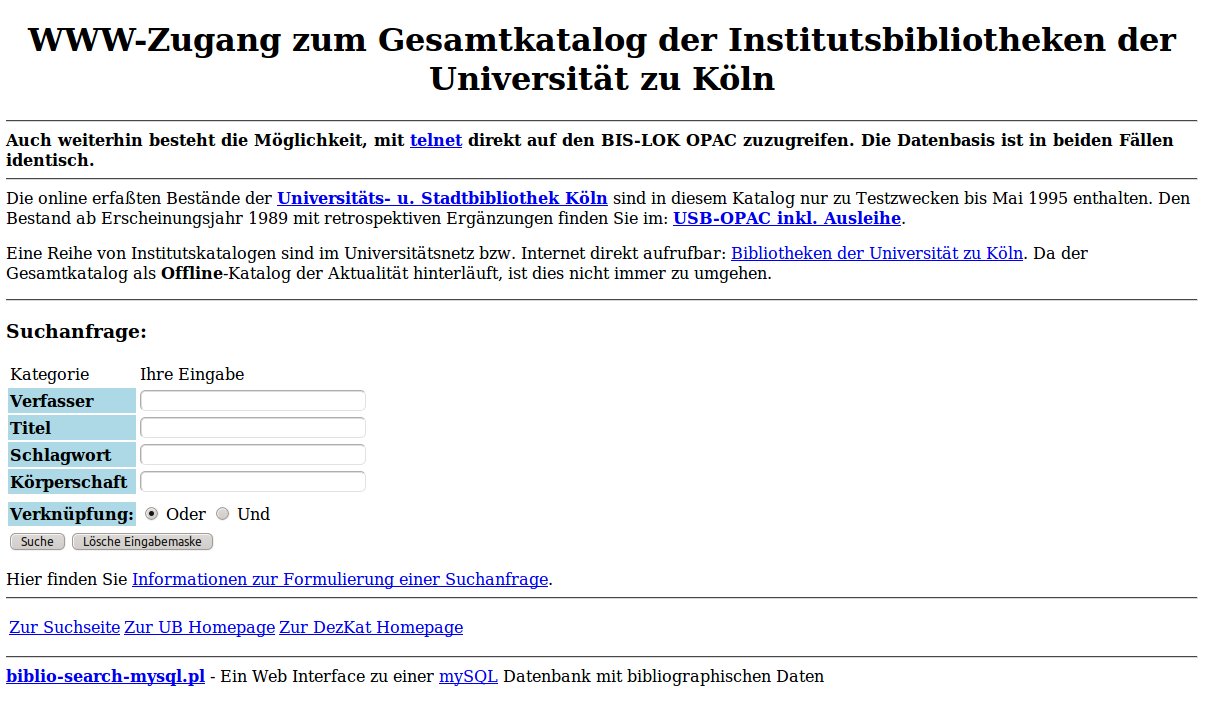 WWW-Zugang zum Gesamtkatalog der Institutsbibliotheken der
Universität zu Köln
Auch weiterhin besteht die Möglichkeit, mit telnet direkt auf den BIS-LOK OPAC zuzugreifen. Die Datenbasis ist in beiden Fällen
identisch.
Die online erfaßten Bestände der Universitäts- u. Stadtbibliothek Köln sind in diesem Katalog nur zu Testzwecken bis Mai 1995 enthalten. Den
Bestand ab Erscheinungsjahr 1989 mit retrospektiven Ergänzungen finden Sie im: USB-OPAC inkl. Ausleihe.
Eine Reihe von Institutskatalogen sind im Universitätsnetz bzw. Internet direkt aufrufbar: Bibliotheken der Universität zu Köln. Da der
Gesamtkatalog als Offline-Katalog der Aktualität hinterläuft, ist dies nicht immer zu umgehen.
Suchanfrage:
Kategorie Ihre Eingabe
Verfasser
Titel
Schlagwort
Körperschaft
Verknüpfung: Oder Und
Suche Lösche Eingabemaske
Hier finden Sie Informationen zur Formulierung einer Suchanfrage.
Zur Suchseite Zur UB Homepage Zur DezKat Homepage
biblio-search-mysql.pl - Ein Web Interface zu einer mySQL Datenbank mit bibliographischen Daten